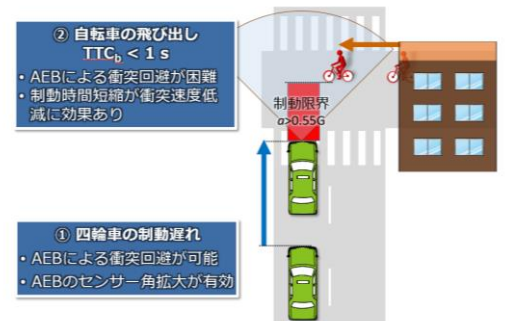 ② 自転車の飛び出し
TTCb < 1 s
• AEBによる衝突回避が困難
• 制動時間短縮が衝突速度低
減に効果あり
制動限界
a>0.55G
① 四輪車の制動遅れ
• AEBによる衝突回避が可能
• AEBのセンサー角拡大が有効